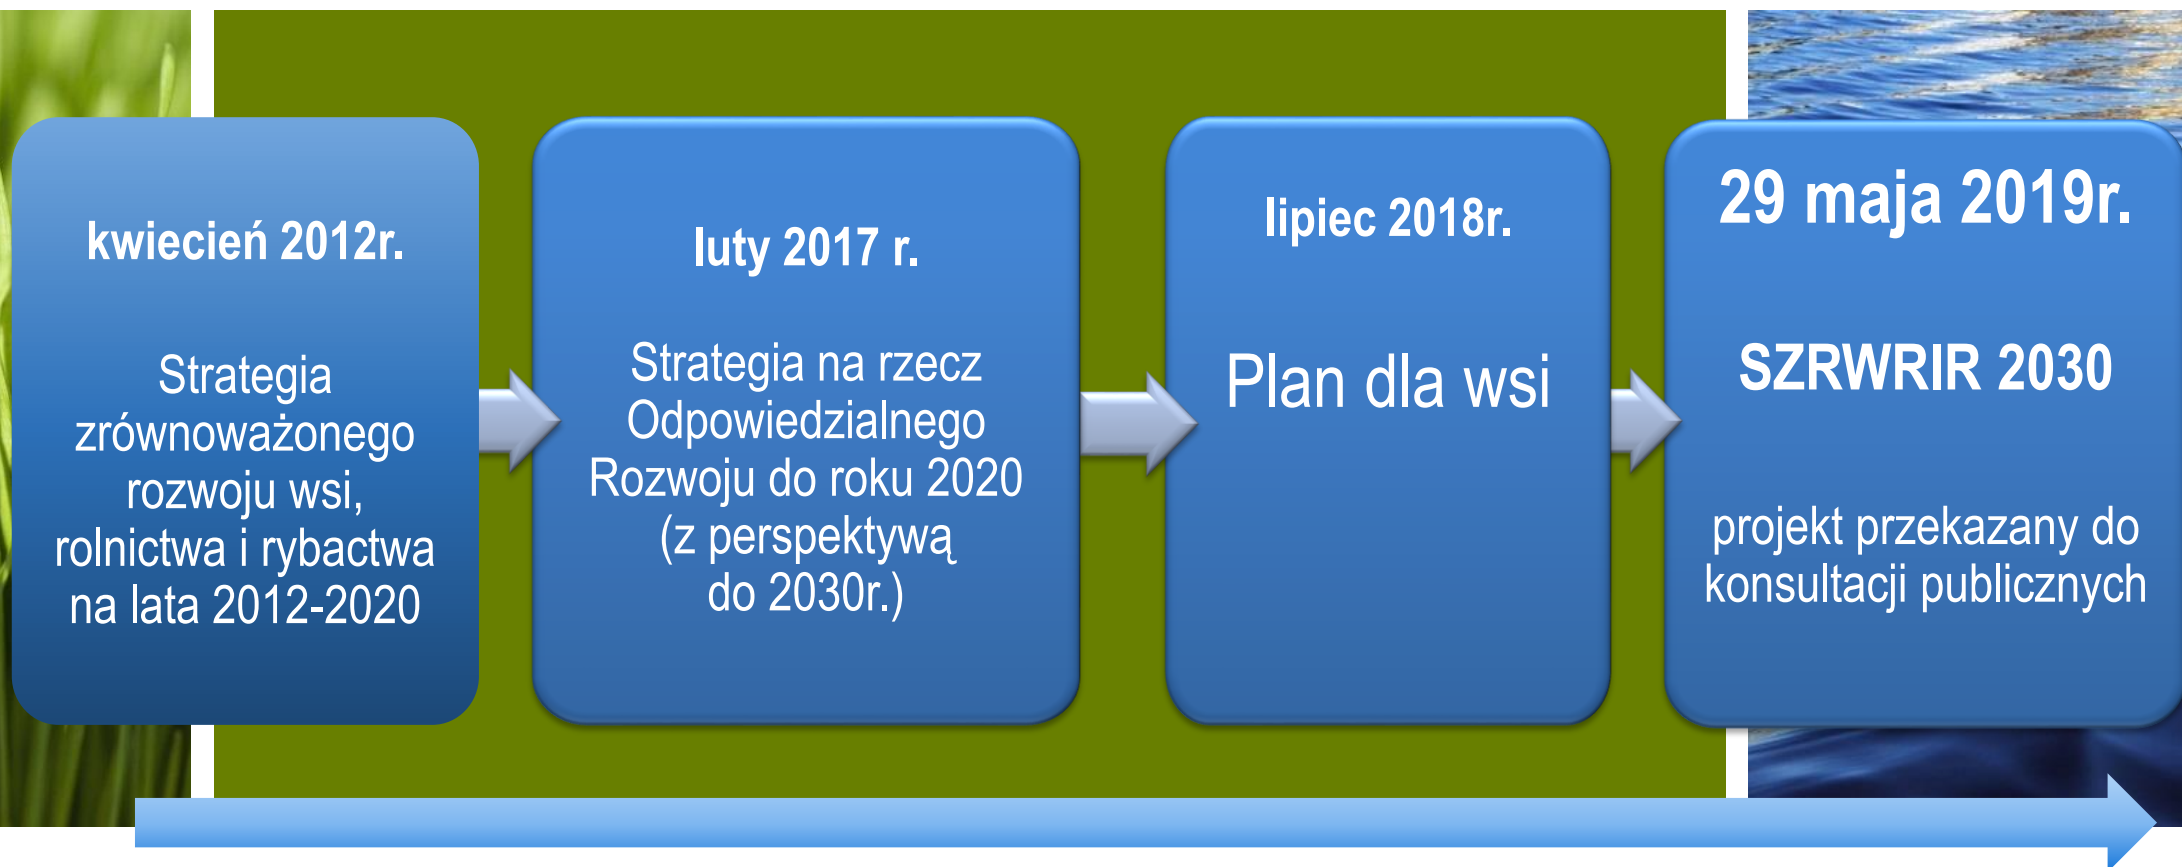 kwiecień 2012r.
Strategia
zrównoważonego
rozwoju wsi,
rolnictwa i rybactwa
na lata 2012-2020
luty 2017 r.
Strategia na rzecz
Odpowiedzialnego
Rozwoju do roku 2020
(z perspektywą
do 2030r.)
lipiec 2018r.
Plan dla wsi
29 maja 2019r.
SZRWRIR 2030
projekt przekazany do
konsultacji publicznych